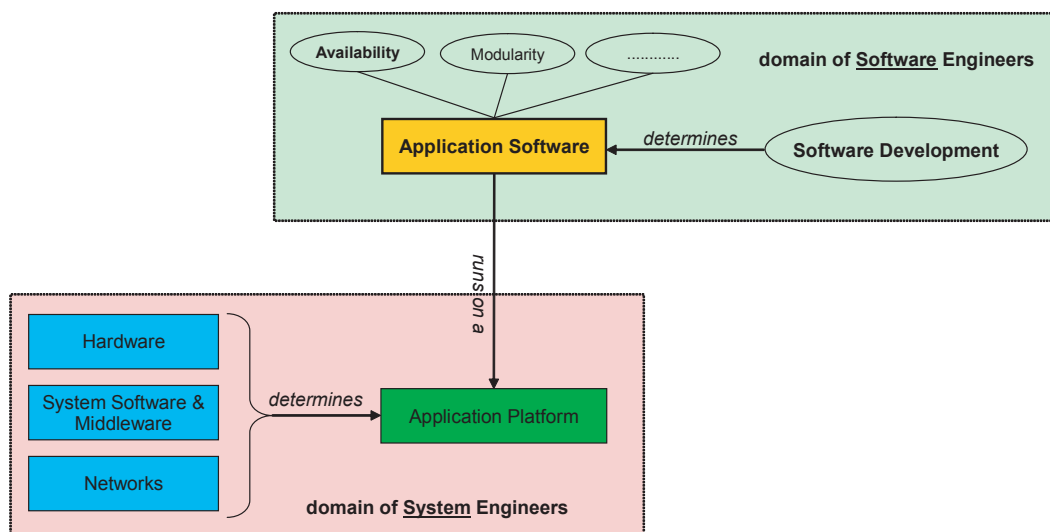 Availability
Modularity
............
domain of Software Engineers
Application Software
determines
Software Development
runs on a
Hardware
System Software &
Middleware
Networks
determines
Application Platform
domain of System Engineers